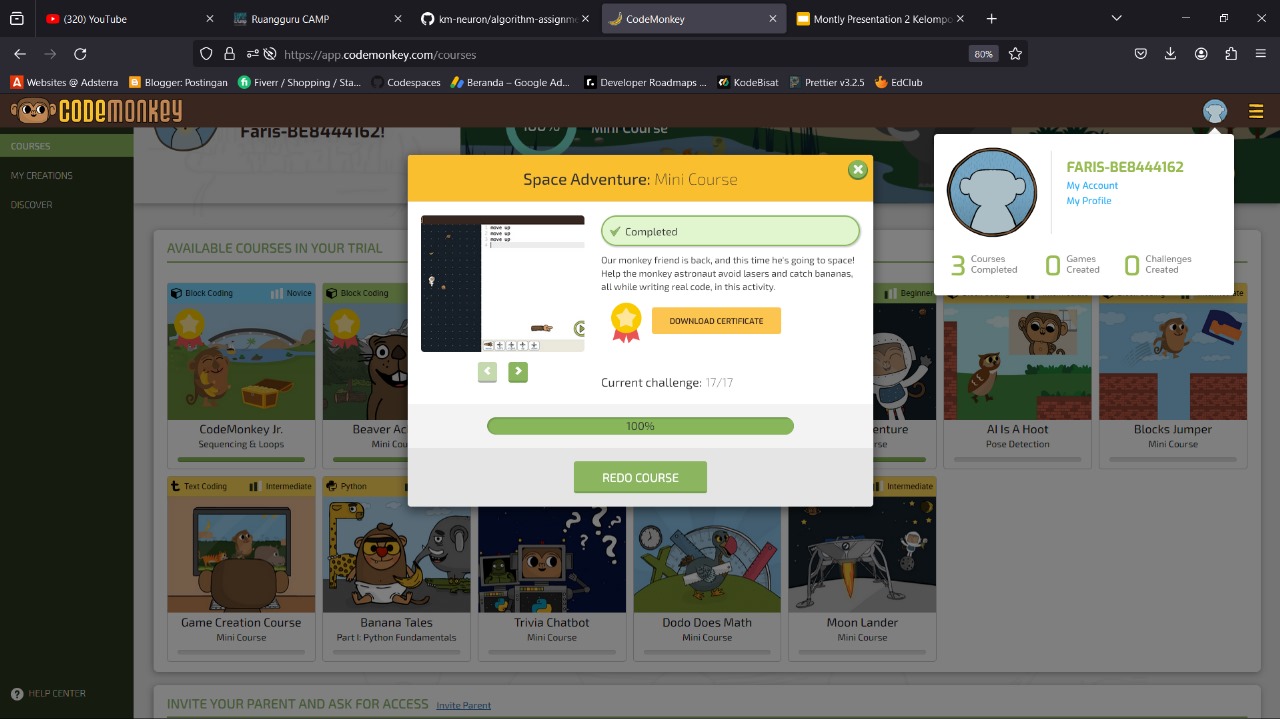 (320) YouTube
Ruangguru CAMP
km-neuron/algorithm-assignme
CodeMonkey
Montly Presentation 2 Kelompo
https://app.codemonkey.com/courses
80%
Websites @ Adsterra
Blogger: Postingan
Fiverr / Shopping / Sta...
Codespaces
Beranda – Google Ad...
Developer Roadmaps ...
KodeBisat
Prettier v3.2.5
EdClub
CODEMONKEY
COURSES
MY CREATIONS
DISCOVER
HELP CENTER
Faris-BE8444162!
100%
Mini Course
FARIS-BE8444162
My Account
My Profile
3 Courses Completed
0 Games Created
0 Challenges Created
AVAILABLE COURSES IN YOUR TRIAL
Space Adventure: Mini Course
1 move up
2 move up
3 move up
4
Completed
Our monkey friend is back, and this time he's going to space!
Help the monkey astronaut avoid lasers and catch bananas,
all while writing real code, in this activity.
DOWNLOAD CERTIFICATE
Current challenge: 17/17
100%
REDO COURSE
Block Coding Novice
CodeMonkey Jr.
Sequencing & Loops
Block Coding
Beaver Ac
Mini Cou
Beginner
enture
rse
AI Is A Hoot
Pose Detection
Blocks Jumper
Mini Course
Text Coding Intermediate
Game Creation Course
Mini Course
Python
Banana Tales
Part I: Python Fundamentals
Trivia Chatbot
Mini Course
Dodo Does Math
Mini Course
Intermediate
Moon Lander
Mini Course
INVITE YOUR PARENT AND ASK FOR ACCESS Invite Parent